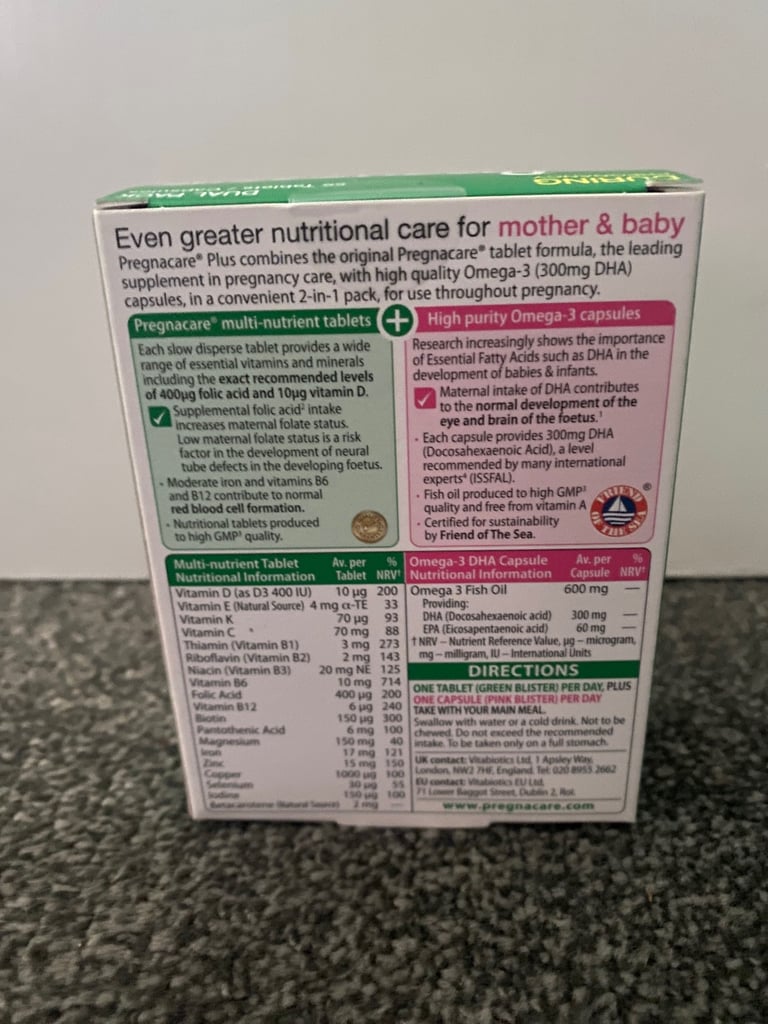 DURING
DUAL PACK
Even greater nutritional care for mother & baby
Pregnacare® Plus combines the original Pregnacare® tablet formula, the leading
supplement in pregnancy care, with high quality Omega-3 (300mg DHA)
capsules, in a convenient 2-in-1 pack, for use throughout pregnancy.
Pregnacare® multi-nutrient tablets
Each slow disperse tablet provides a wide
range of essential vitamins and minerals
including the exact recommended levels
of 400µg folic acid and 10µg vitamin D.
Supplemental folic acid² intake
increases maternal folate status.
Low maternal folate status is a risk
factor in the development of neural
tube defects in the developing foetus.
· Moderate iron and vitamins B6
and B12 contribute to normal
red blood cell formation.
· Nutritional tablets produced
to high GMP³ quality.
+
High purity Omega-3 capsules
Research increasingly shows the importance
of Essential Fatty Acids such as DHA in the
development of babies & infants.
Maternal intake of DHA contributes
to the normal development of the
eye and brain of the foetus.¹
· Each capsule provides 300mg DHA
(Docosahexaenoic Acid), a level
recommended by many international
experts⁴ (ISSFAL).
· Fish oil produced to high GMP³
quality and free from vitamin A
· Certified for sustainability
by Friend of The Sea.
FRIEND OF THE SEA ®
Multi-nutrient Tablet Av. per %
Nutritional Information Tablet NRV†
Vitamin D (as D3 400 IU) 10 µg 200
Vitamin E (Natural Source) 4 mg α-TE 33
Vitamin K 70 µg 93
Vitamin C 70 mg 88
Thiamin (Vitamin B1) 3 mg 273
Riboflavin (Vitamin B2) 2 mg 143
Niacin (Vitamin B3) 20 mg NE 125
Vitamin B6 10 mg 714
Folic Acid 400 µg 200
Vitamin B12 6 µg 240
Biotin 150 µg 300
Pantothenic Acid 6 mg 100
Magnesium 150 mg 40
Iron 17 mg 121
Zinc 15 mg 150
Copper 1000 µg 100
Selenium 30 µg 55
Iodine 150 µg 100
Betacarotene (Natural Source) 2 mg —
Omega-3 DHA Capsule Av. per %
Nutritional Information Capsule NRV†
Omega 3 Fish Oil 600 mg —
Providing:
DHA (Docosahexaenoic acid) 300 mg —
EPA (Eicosapentaenoic acid) 60 mg —
† NRV – Nutrient Reference Value, µg – microgram,
mg – milligram, IU – International Units
DIRECTIONS
ONE TABLET (GREEN BLISTER) PER DAY, PLUS
ONE CAPSULE (PINK BLISTER) PER DAY
TAKE WITH YOUR MAIN MEAL.
Swallow with water or a cold drink. Not to be
chewed. Do not exceed the recommended
intake. To be taken only on a full stomach.
UK contact: Vitabiotics Ltd, 1 Apsley Way,
London, NW2 7HF, England. Tel: 020 8955 2662
EU contact: Vitabiotics EU Ltd,
71 Lower Baggot Street, Dublin 2, RoI.
www.pregnacare.com